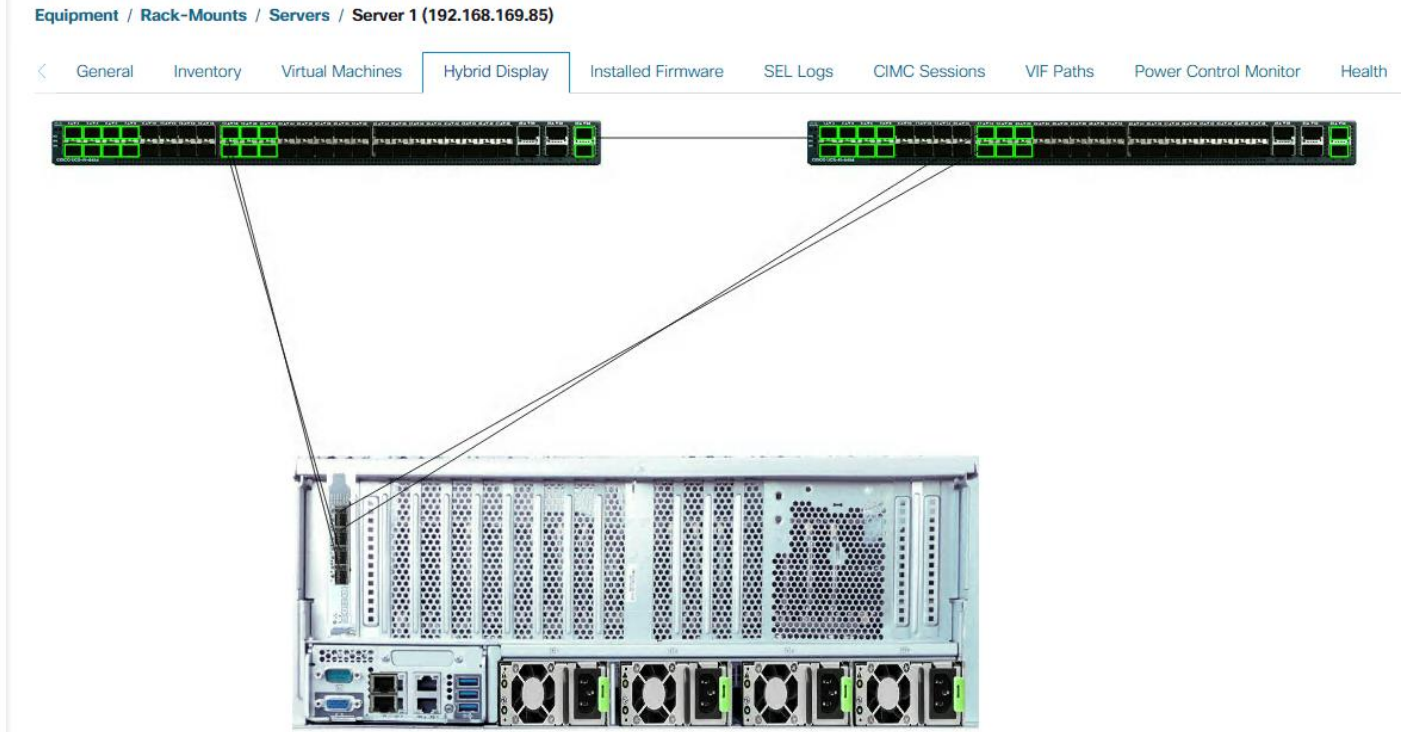 Equipment / Rack-Mounts / Servers / Server 1 (192.168.169.85)
General Inventory Virtual Machines Hybrid Display Installed Firmware SEL Logs CIMC Sessions VIF Paths Power Control Monitor Health